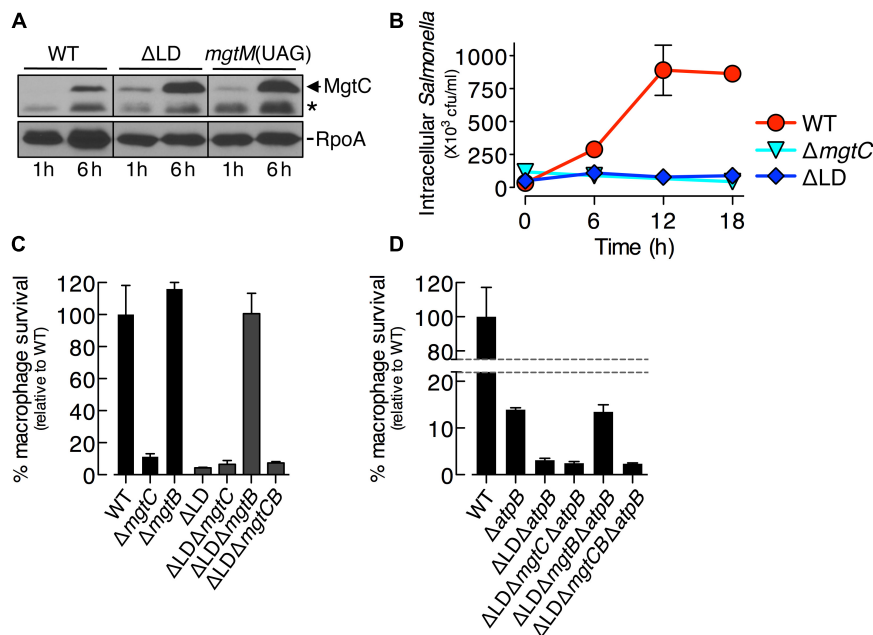 A
WT ΔLD mgtM(UAG)
MgtC
*
-RpoA
1h 6h 1h 6h 1h 6h
B
Intracellular Salmonella
(X10³ cfu/ml)
1000
750
500
250
0
0 6 12 18
Time (h)
WT
ΔmgtC
ΔLD
C
% macrophage survival
(relative to WT)
120
100
80
60
40
20
0
WT
ΔmgtC
ΔmgtB
ΔLD
ΔLDΔmgtC
ΔLDΔmgtB
ΔLDΔmgtCB
D
% macrophage survival
(relative to WT)
120
100
80
20
10
0
WT
ΔatpB
ΔLDΔatpB
ΔLDΔmgtCΔatpB
ΔLDΔmgtBΔatpB
ΔLDΔmgtCBΔatpB